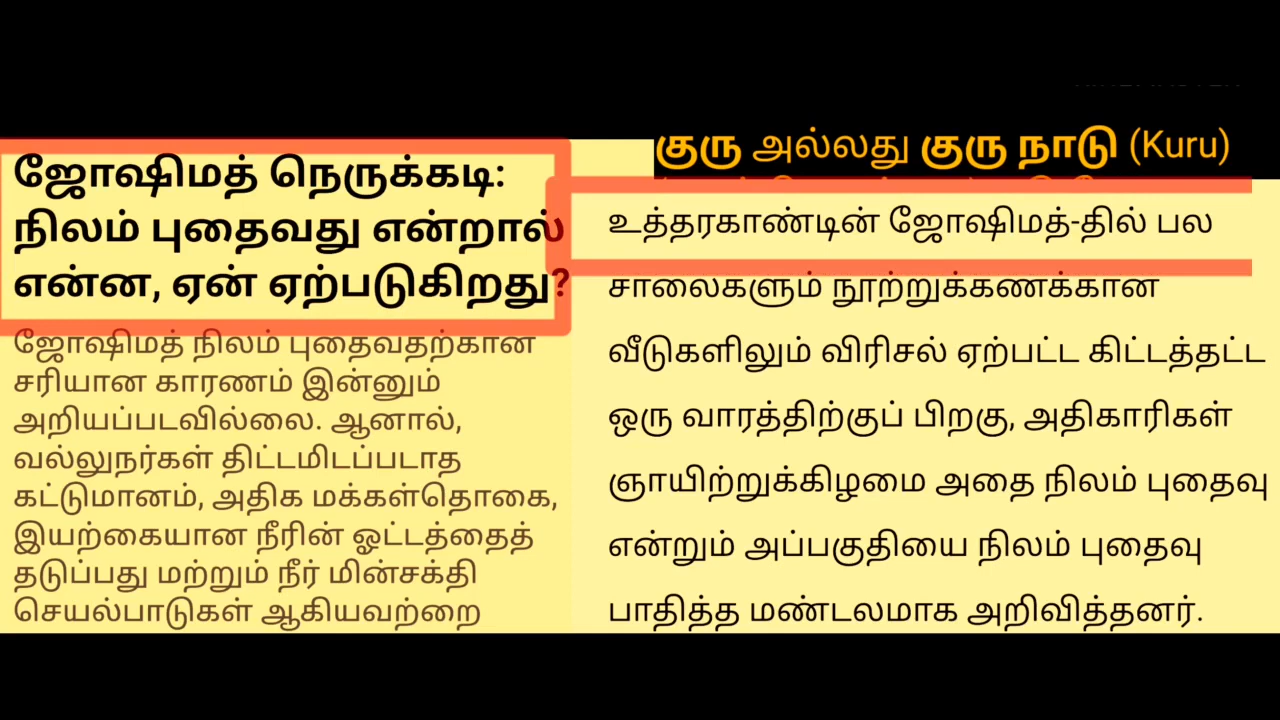 ஜோஷிமத் நெருக்கடி:
நிலம் புதைவது என்றால்
என்ன, ஏன் ஏற்படுகிறது?
ஜோஷிமத் நிலம் புதைவதற்கான
சரியான காரணம் இன்னும்
அறியப்படவில்லை. ஆனால்,
வல்லுநர்கள் திட்டமிடப்படாத
கட்டுமானம், அதிக மக்கள்தொகை,
இயற்கையான நீரின் ஓட்டத்தைத்
தடுப்பது மற்றும் நீர் மின்சக்தி
செயல்பாடுகள் ஆகியவற்றை
குரு அல்லது குரு நாடு (Kuru)
உத்தரகாண்டின் ஜோஷிமத்-தில் பல
சாலைகளும் நூற்றுக்கணக்கான
வீடுகளிலும் விரிசல் ஏற்பட்ட கிட்டத்தட்ட
ஒரு வாரத்திற்குப் பிறகு, அதிகாரிகள்
ஞாயிற்றுக்கிழமை அதை நிலம் புதைவு
என்றும் அப்பகுதியை நிலம் புதைவு
பாதித்த மண்டலமாக அறிவித்தனர்.